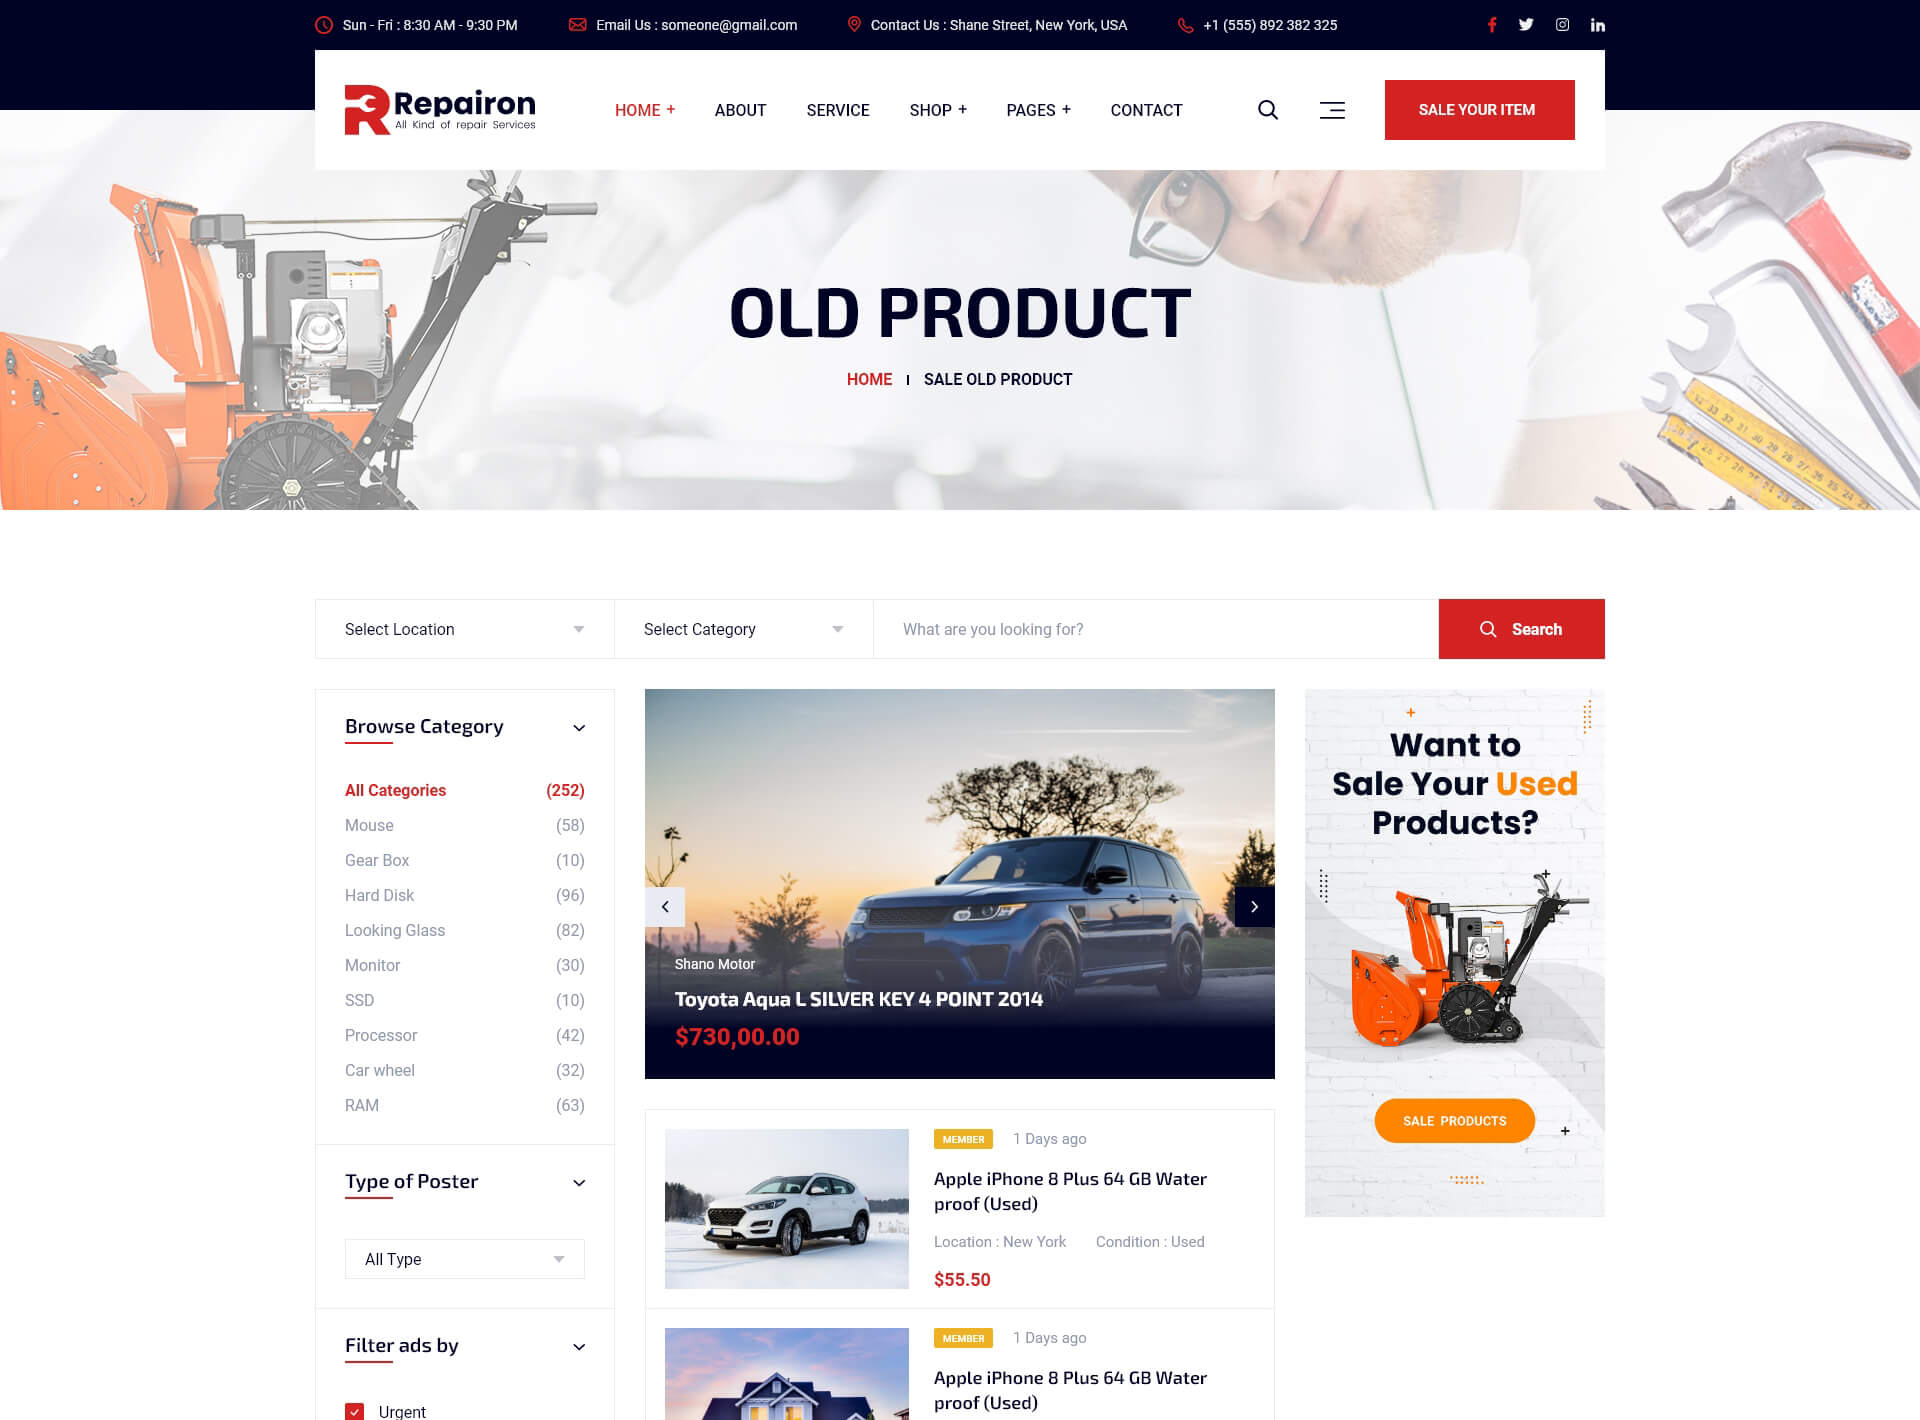 Sun - Fri : 8:30 AM - 9:30 PM
Email Us : someone@gmail.com
Contact Us : Shane Street, New York, USA
+1 (555) 892 382 325
Repairon
All Kind of repair Services
HOME +
ABOUT
SERVICE
SHOP +
PAGES +
CONTACT
SALE YOUR ITEM
OLD PRODUCT
HOME
SALE OLD PRODUCT
Select Location
Select Category
What are you looking for?
Search
Browse Category
All Categories (252)
Mouse (58)
Gear Box (10)
Hard Disk (96)
Looking Glass (82)
Monitor (30)
SSD (10)
Processor (42)
Car wheel (32)
RAM (63)
Type of Poster
All Type
Filter ads by
Urgent
Shano Motor
Toyota Aqua L SILVER KEY 4 POINT 2014
$730,00.00
MEMBER 1 Days ago
Apple iPhone 8 Plus 64 GB Water
proof (Used)
Location : New York Condition : Used
$55.50
MEMBER 1 Days ago
Apple iPhone 8 Plus 64 GB Water
proof (Used)
Want to
Sale Your Used
Products?
SALE PRODUCTS